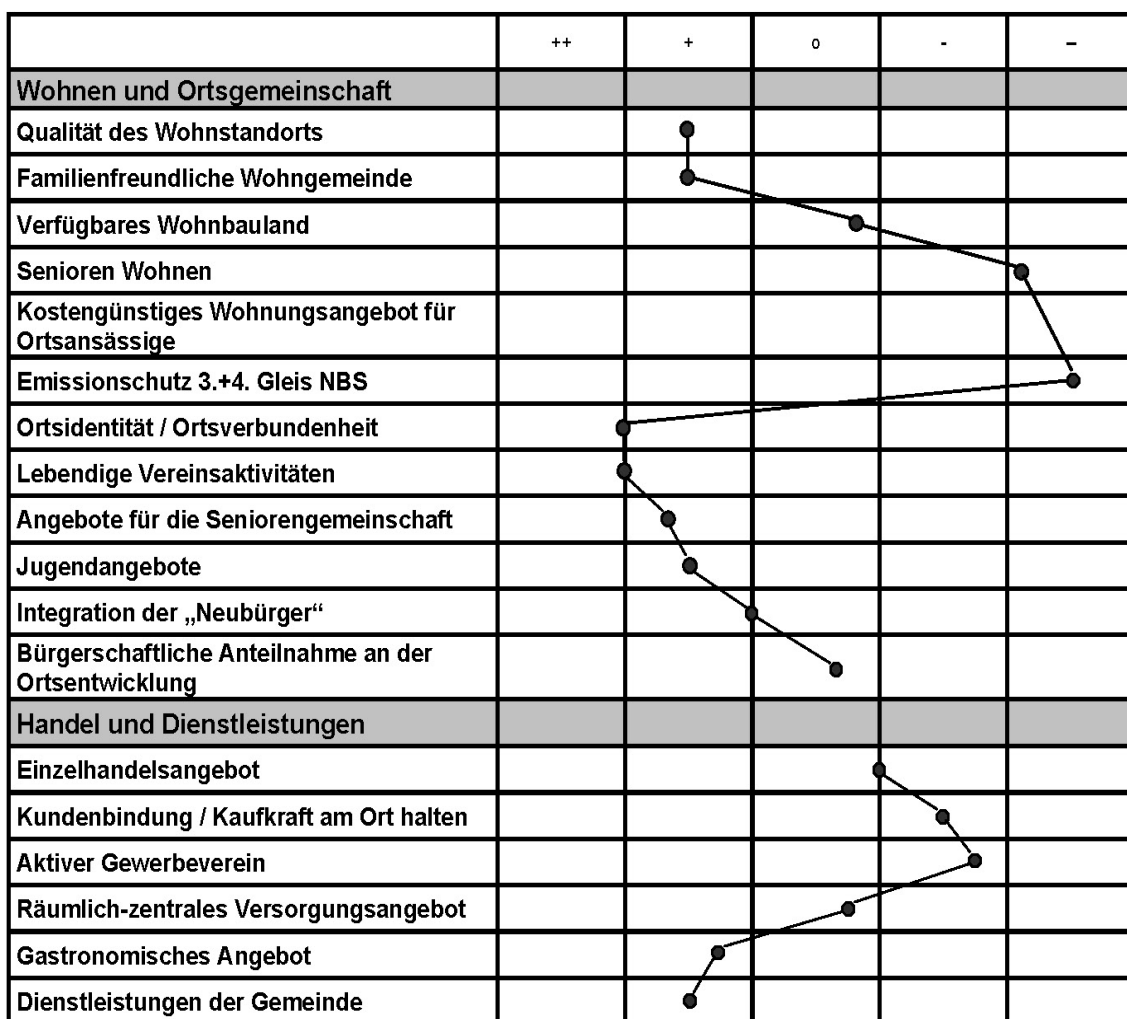 ++ + o - –
Wohnen und Ortsgemeinschaft
Qualität des Wohnstandorts
Familienfreundliche Wohngemeinde
Verfügbares Wohnbauland
Senioren Wohnen
Kostengünstiges Wohnungsangebot für
Ortsansässige
Emissionschutz 3.+4. Gleis NBS
Ortsidentität / Ortsverbundenheit
Lebendige Vereinsaktivitäten
Angebote für die Seniorengemeinschaft
Jugendangebote
Integration der „Neubürger“
Bürgerschaftliche Anteilnahme an der
Ortsentwicklung
Handel und Dienstleistungen
Einzelhandelsangebot
Kundenbindung / Kaufkraft am Ort halten
Aktiver Gewerbeverein
Räumlich-zentrales Versorgungsangebot
Gastronomisches Angebot
Dienstleistungen der Gemeinde